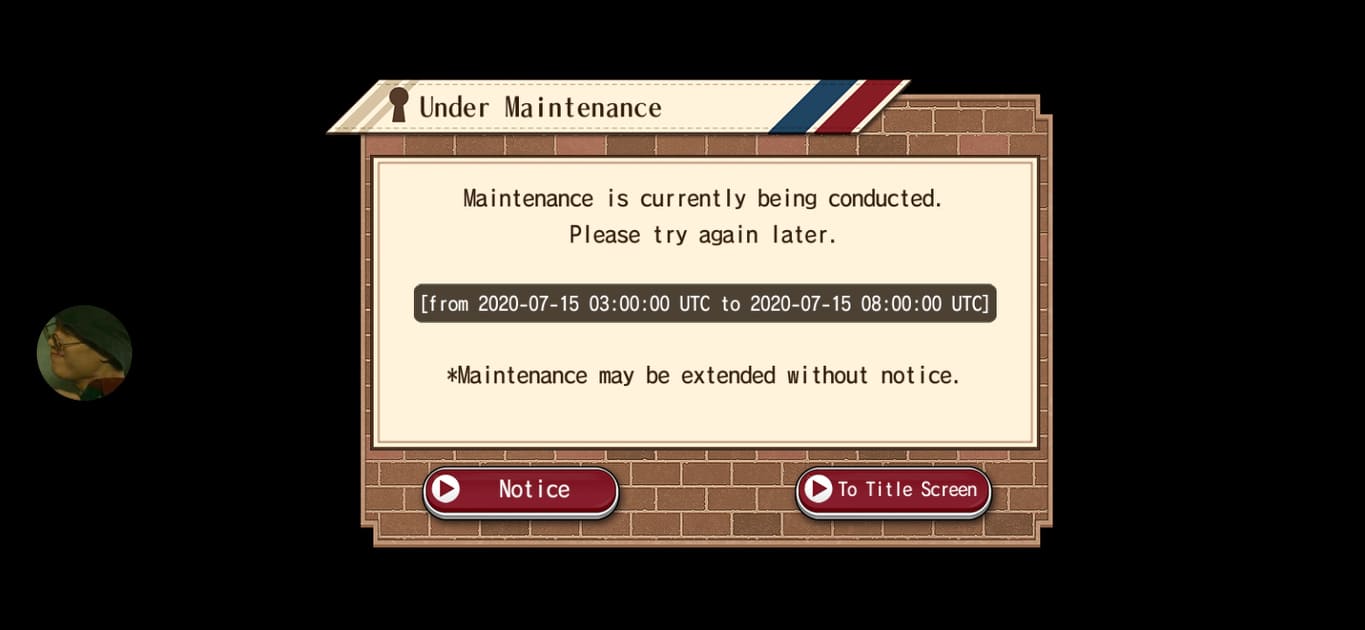 Under Maintenance
Maintenance is currently being conducted.
Please try again later.
[from 2020-07-15 03:00:00 UTC to 2020-07-15 08:00:00 UTC]
*Maintenance may be extended without notice.
Notice
To Title Screen